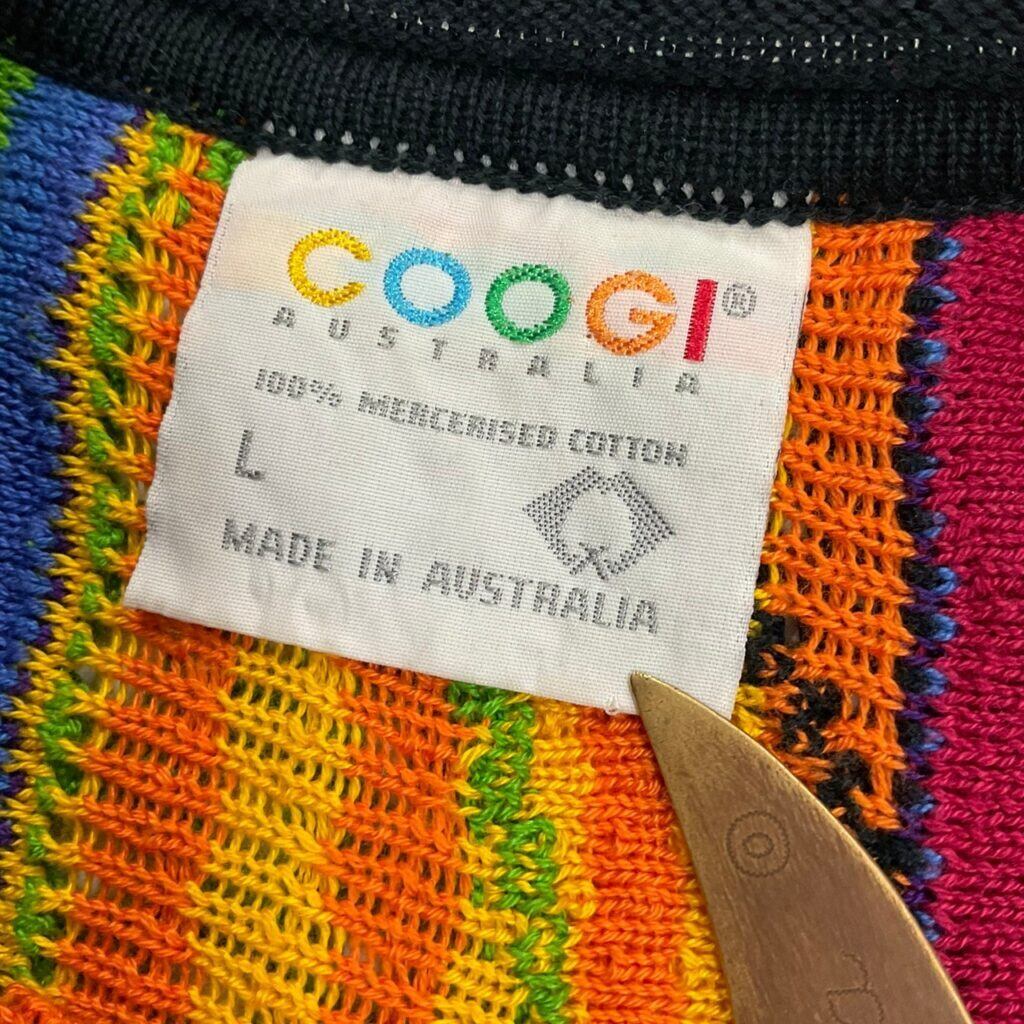 COOGI®
AUSTRALIA
100% MERCERISED COTTON
L
MADE IN AUSTRALIA